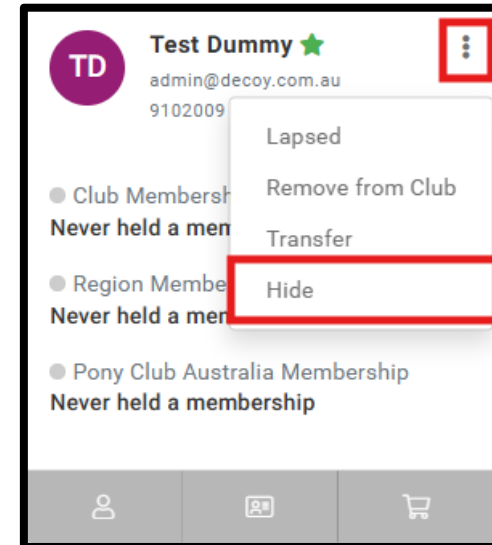 TD
Test Dummy
admin@decoy.com.au
9102009
Lapsed
Remove from Club
Transfer
Hide
Club Membersh
Never held a mem
Region Membe
Never held a mem
Pony Club Australia Membership
Never held a membership